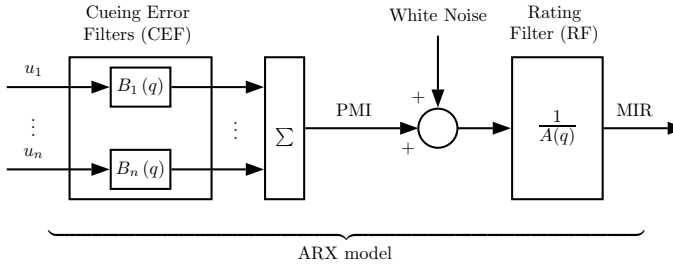 Cueing Error
Filters (CEF)
White Noise
Rating
Filter (RF)
u₁
B₁ (q)
⋮
⋮
uₙ
Bₙ (q)
∑
PMI
+
+
1
A(q)
MIR
ARX model